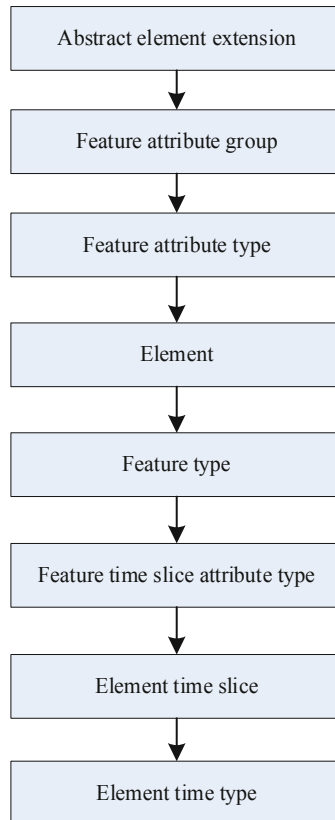 Abstract element extension
Feature attribute group
Feature attribute type
Element
Feature type
Feature time slice attribute type
Element time slice
Element time type